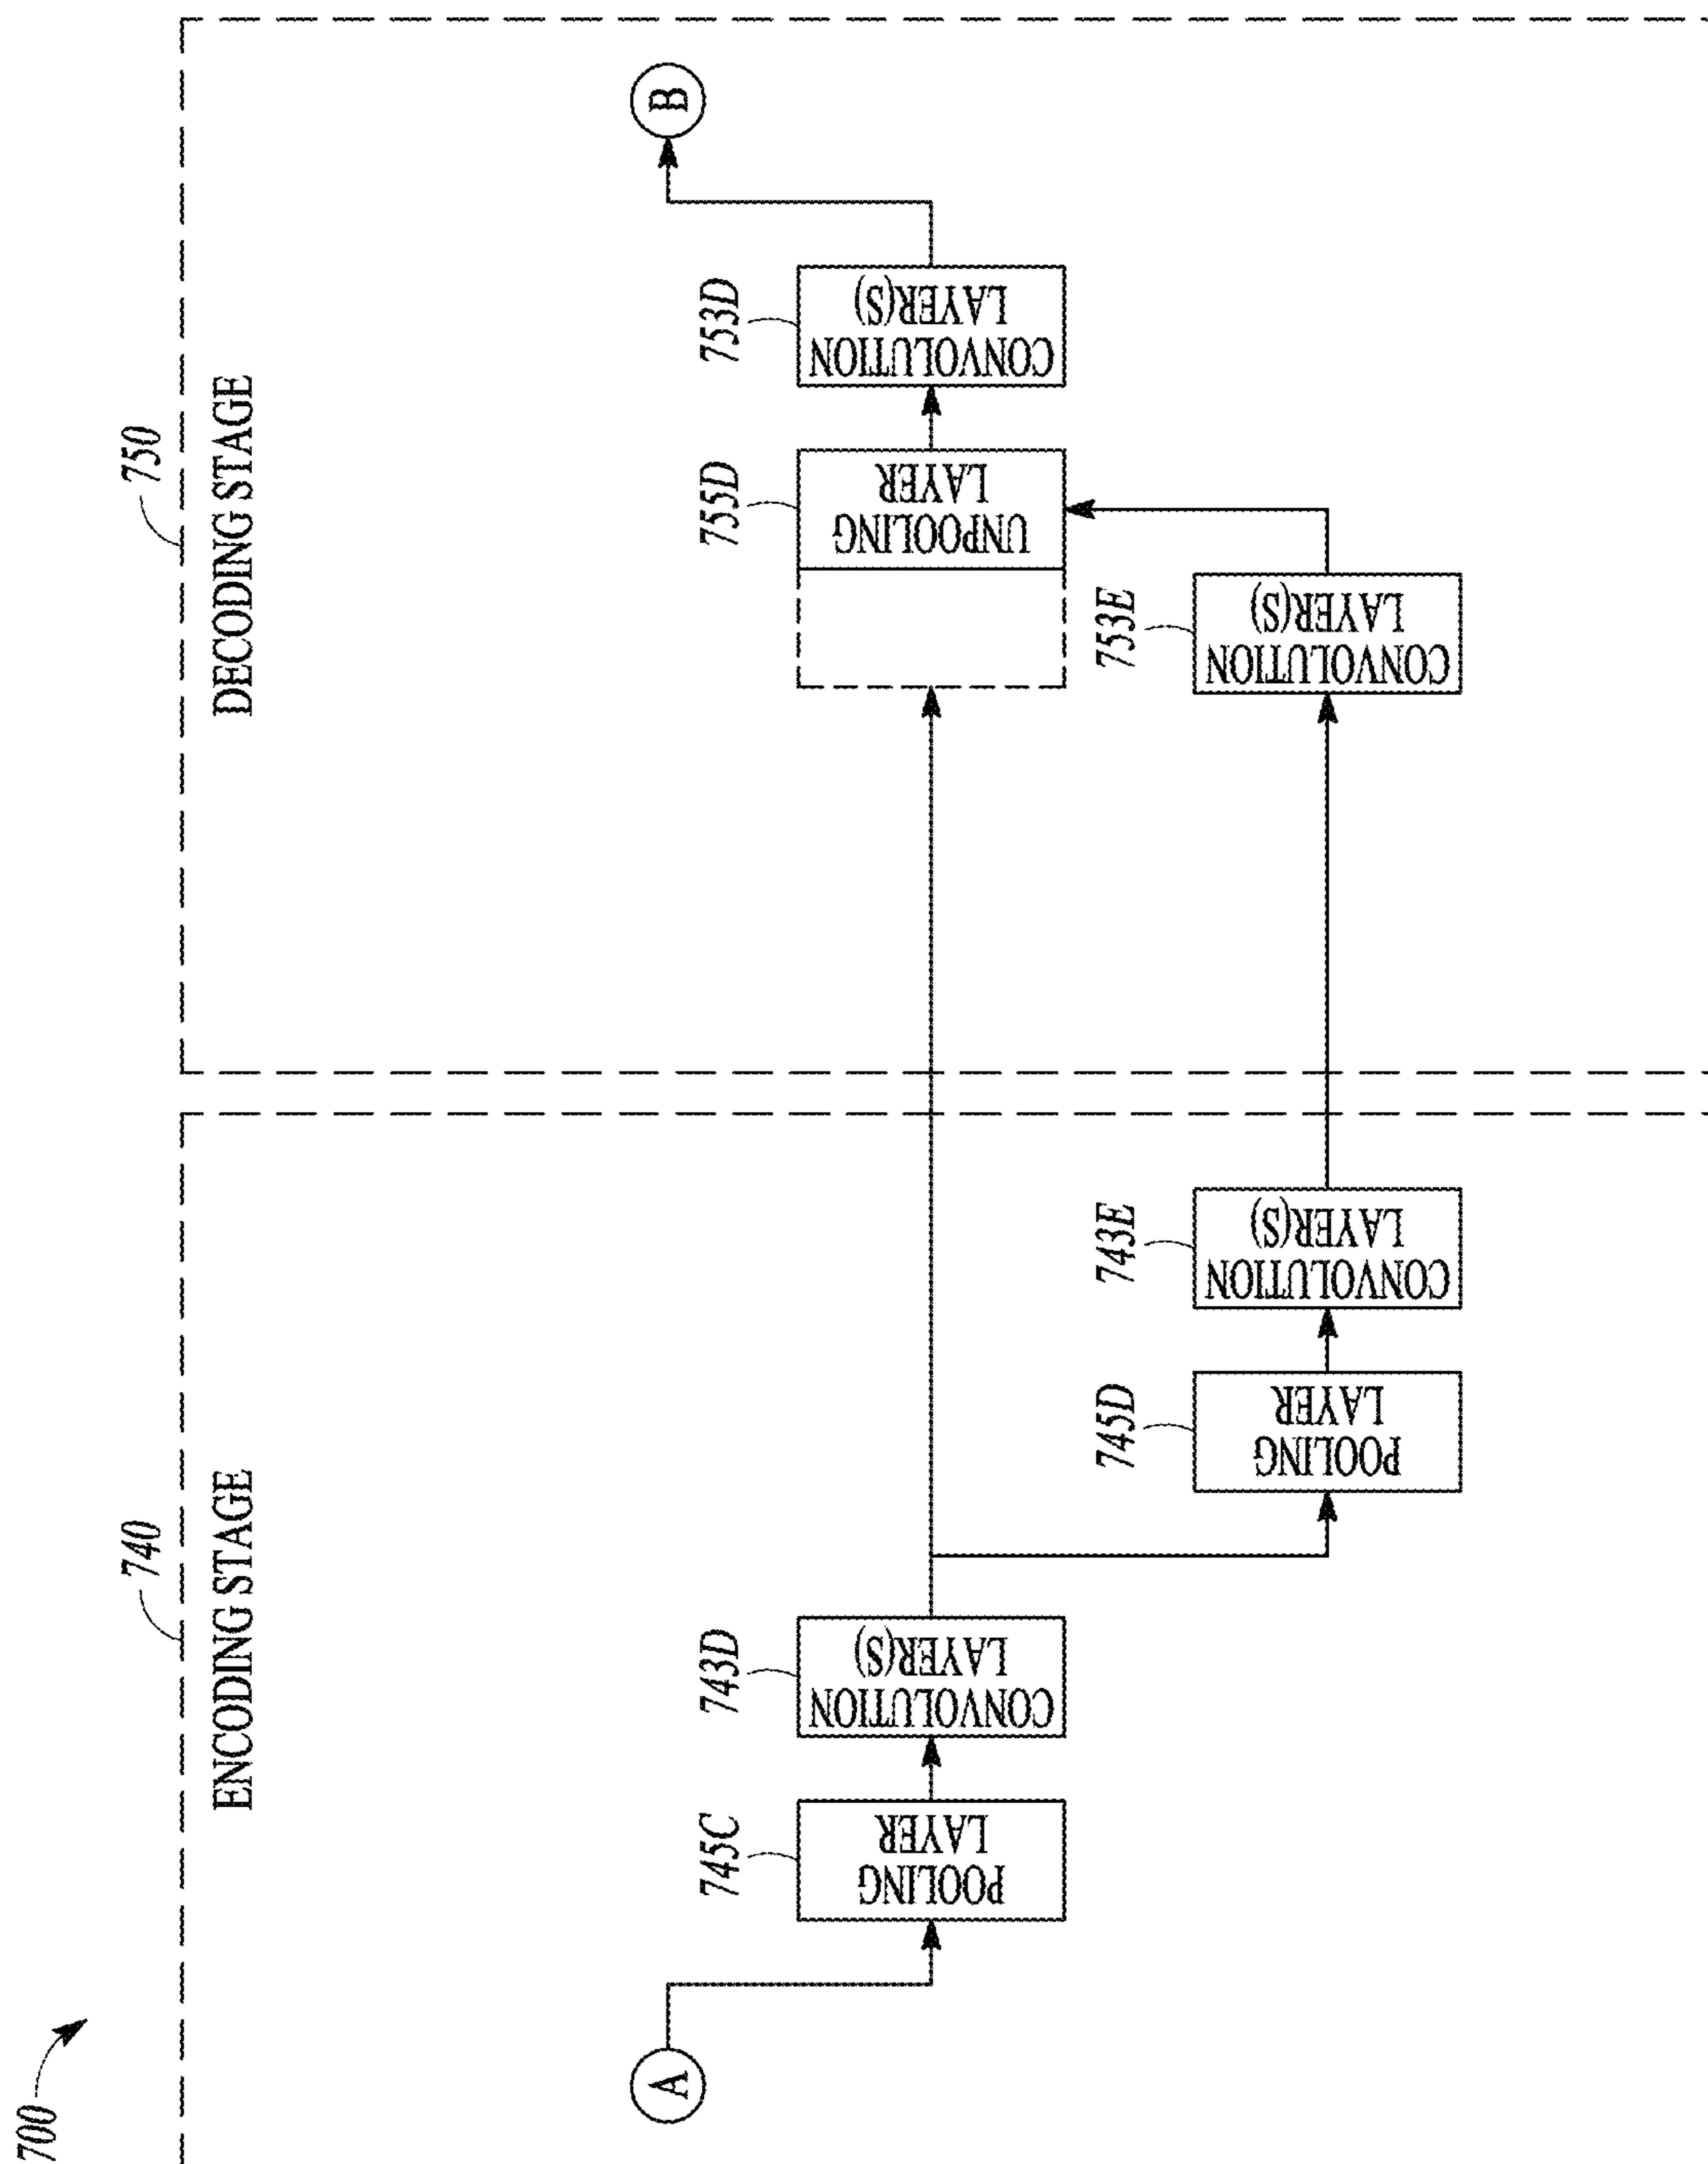 700
740
ENCODING STAGE
A
745C
POOLING
LAYER
743D
CONVOLUTION
LAYER(S)
745D
POOLING
LAYER
743E
CONVOLUTION
LAYER(S)
750
DECODING STAGE
753E
CONVOLUTION
LAYER(S)
755D
UNPOOLING
LAYER
753D
CONVOLUTION
LAYER(S)
B